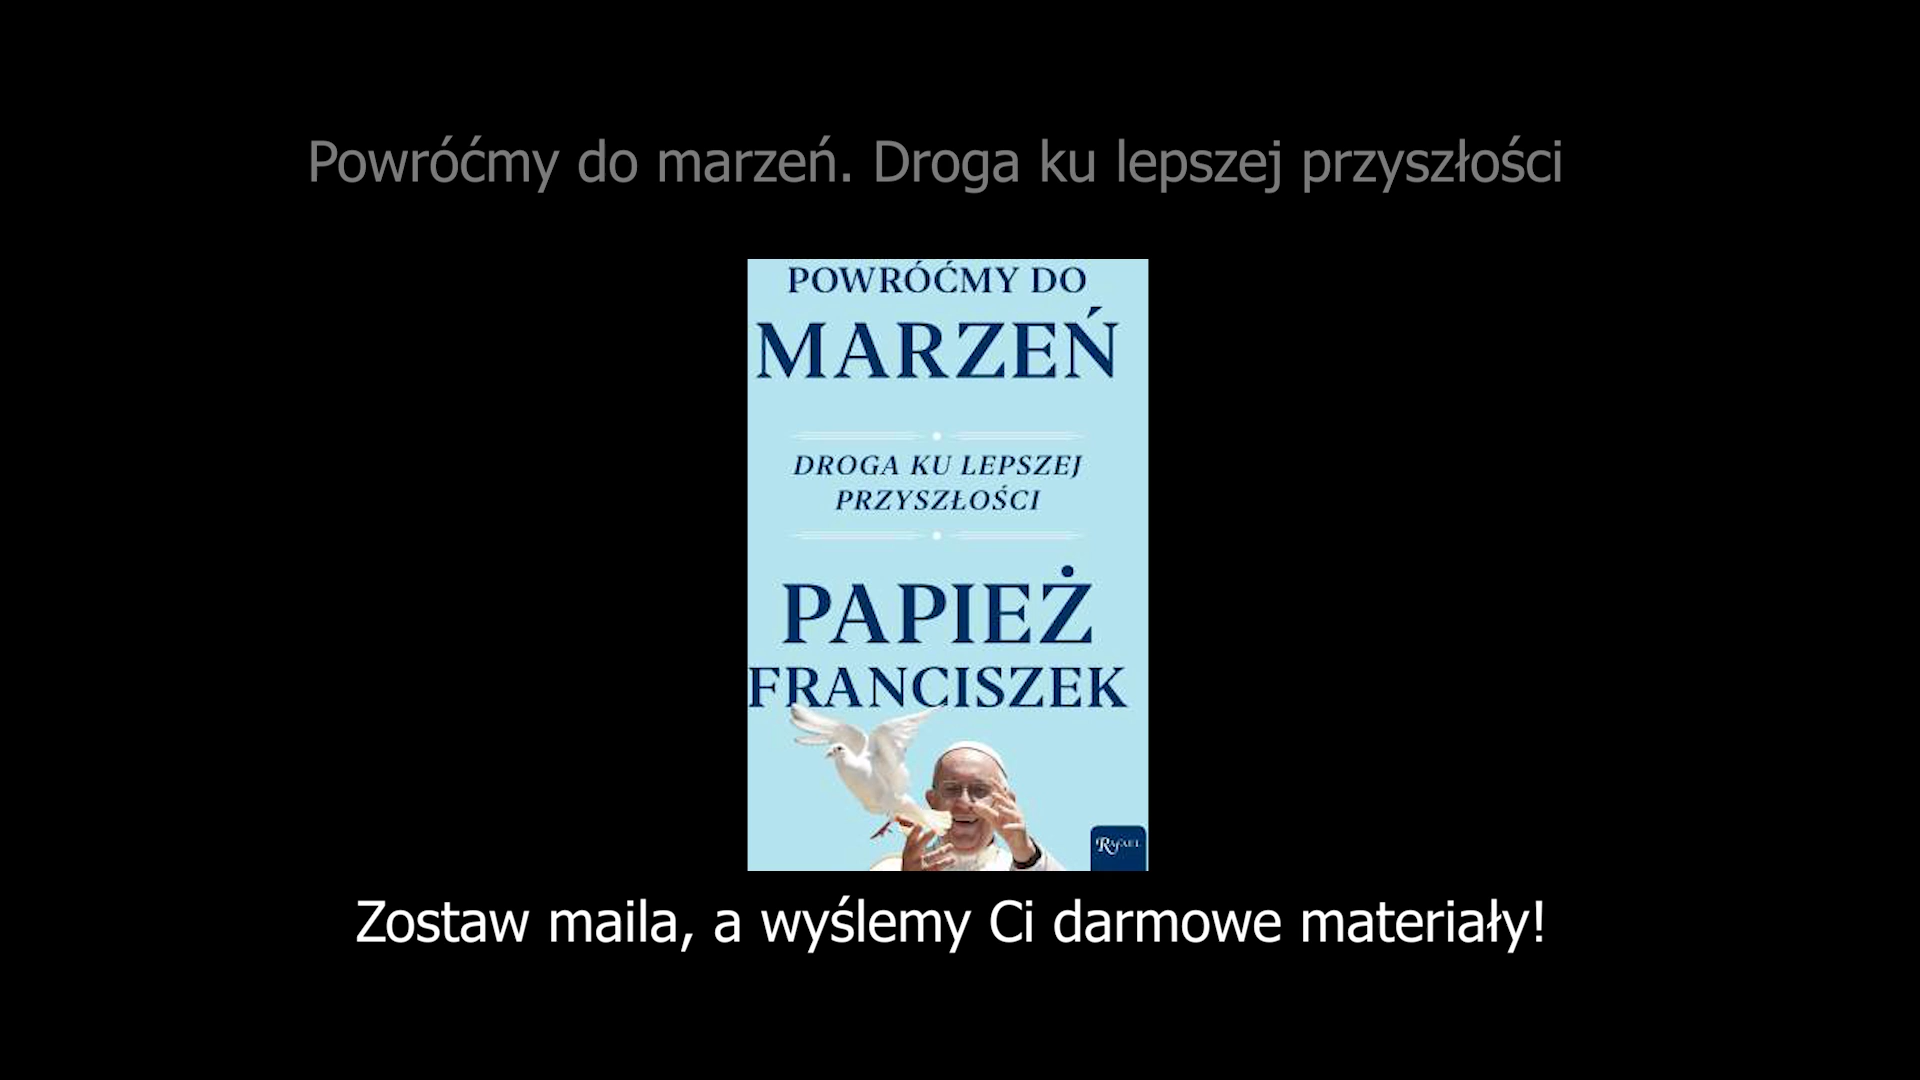 Powróćmy do marzeń. Droga ku lepszej przyszłości
POWRÓĆMY DO
MARZEŃ
DROGA KU LEPSZEJ
PRZYSZŁOŚCI
PAPIEŻ
FRANCISZEK
RAFAEL
Zostaw maila, a wyślemy Ci darmowe materiały!